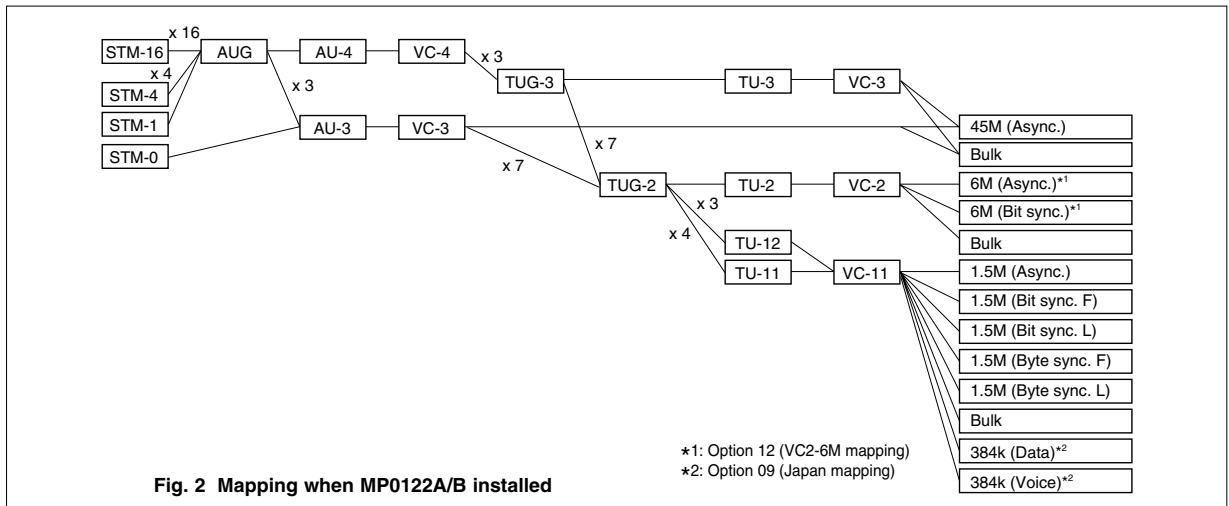 x 16
STM-16
AUG
AU-4
VC-4
x 3
x 4
STM-4
x 3
TUG-3
TU-3
VC-3
STM-1
AU-3
VC-3
45M (Async.)
STM-0
x 7
x 7
Bulk
TUG-2
TU-2
VC-2
6M (Async.)*1
x 3
6M (Bit sync.)*1
x 4
TU-12
Bulk
TU-11
VC-11
1.5M (Async.)
1.5M (Bit sync. F)
1.5M (Bit sync. L)
1.5M (Byte sync. F)
1.5M (Byte sync. L)
Bulk
*1: Option 12 (VC2-6M mapping)
384k (Data)*2
*2: Option 09 (Japan mapping)
384k (Voice)*2
Fig. 2 Mapping when MP0122A/B installed